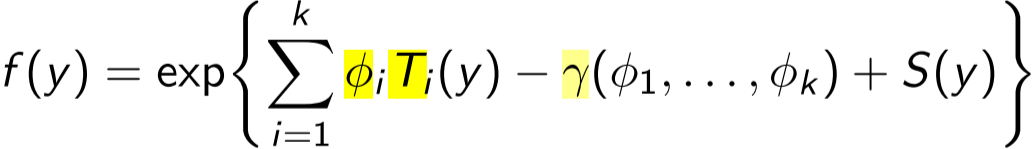 f(y) = exp{ ∑_{i=1}^{k} ϕ_i T_i(y) − γ(ϕ_1, . . . , ϕ_k) + S(y) }